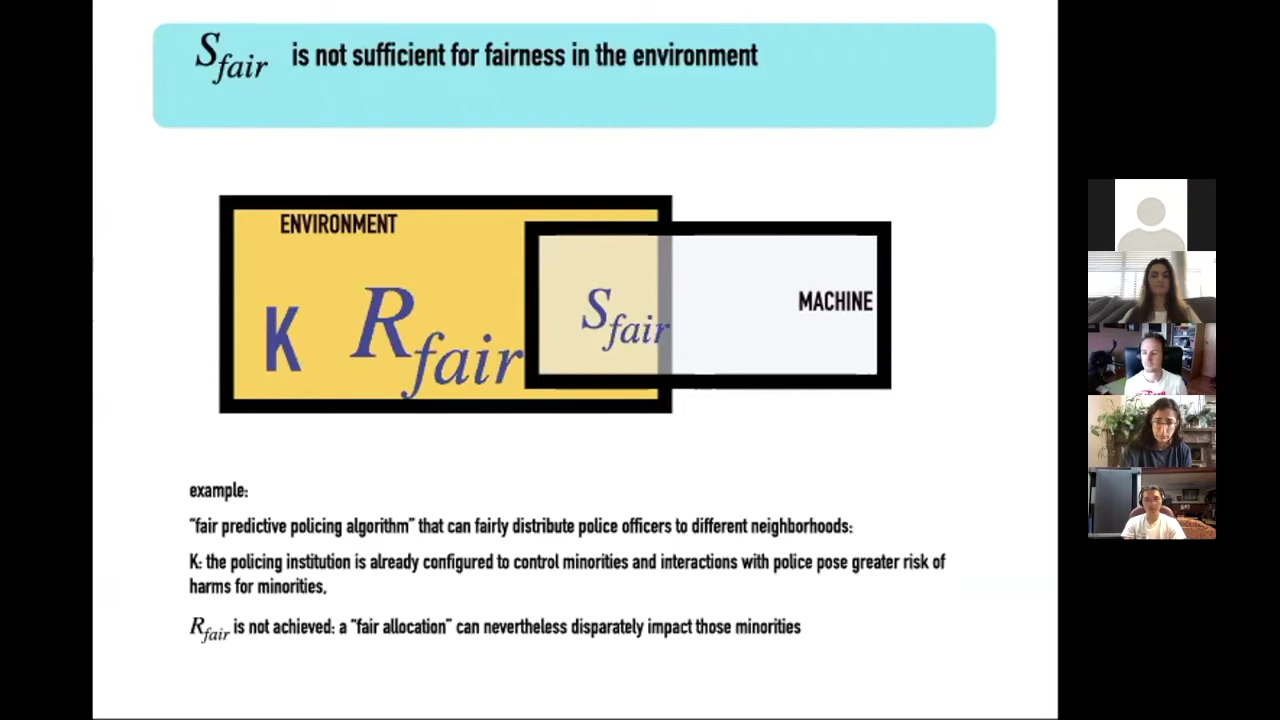 S_fair is not sufficient for fairness in the environment
ENVIRONMENT
K R_fair S_fair MACHINE
example:
“fair predictive policing algorithm” that can fairly distribute police officers to different neighborhoods:
K: the policing institution is already configured to control minorities and interactions with police pose greater risk of
harms for minorities,
R_fair is not achieved: a “fair allocation” can nevertheless disparately impact those minorities